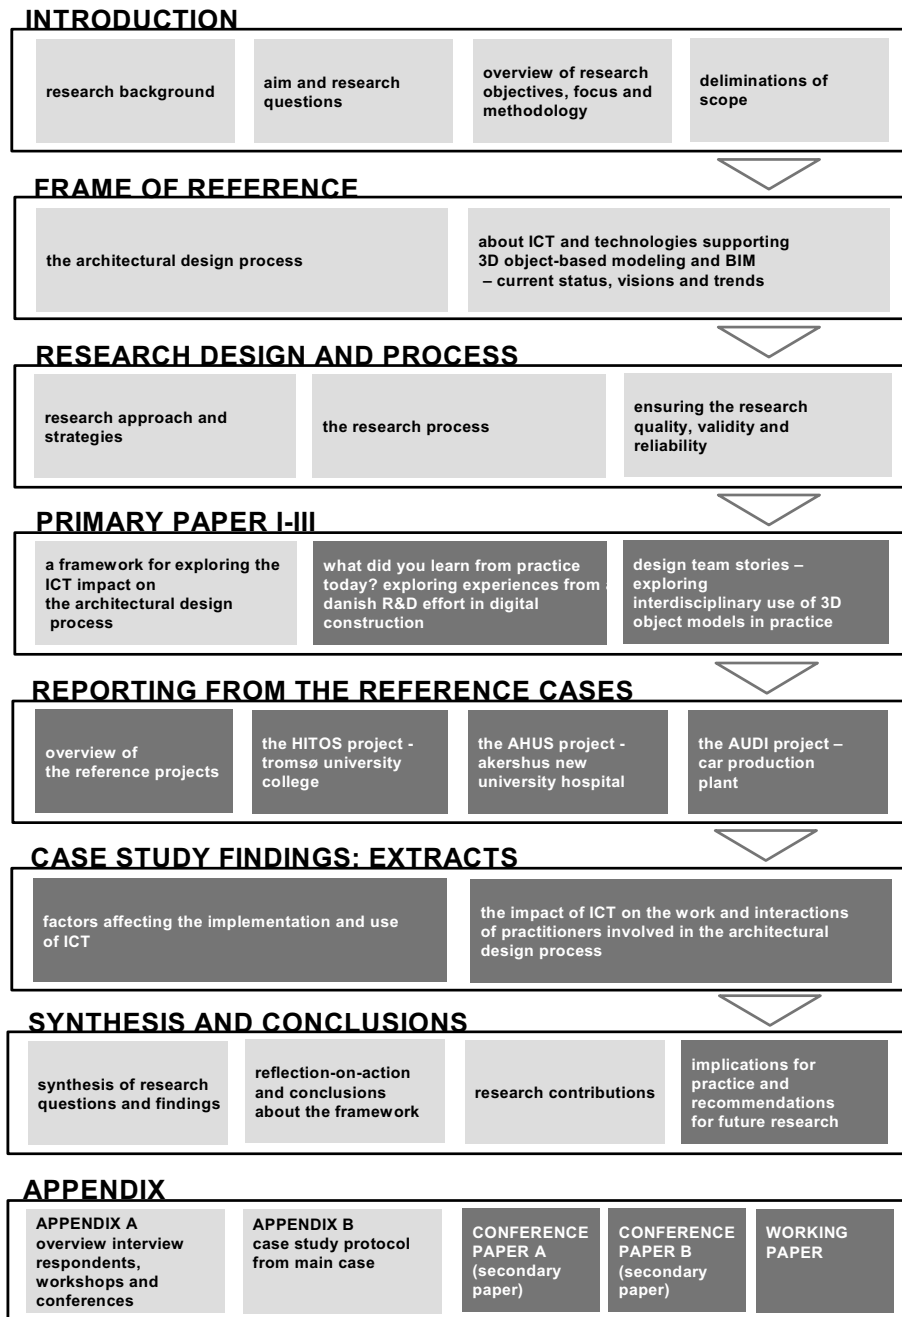 INTRODUCTION
research background
aim and research
questions
overview of research
objectives, focus and
methodology
deliminations of
scope
FRAME OF REFERENCE
the architectural design process
about ICT and technologies supporting
3D object-based modeling and BIM
– current status, visions and trends
RESEARCH DESIGN AND PROCESS
research approach and
strategies
the research process
ensuring the research
quality, validity and
reliability
PRIMARY PAPER I-III
a framework for exploring the
ICT impact on
the architectural design
process
what did you learn from practice
today? exploring experiences from a
danish R&D effort in digital
construction
design team stories –
exploring
interdisciplinary use of 3D
object models in practice
REPORTING FROM THE REFERENCE CASES
overview of
the reference projects
the HITOS project -
tromsø university
college
the AHUS project -
akershus new
university hospital
the AUDI project –
car production
plant
CASE STUDY FINDINGS: EXTRACTS
factors affecting the implementation and use
of ICT
the impact of ICT on the work and interactions
of practitioners involved in the architectural
design process
SYNTHESIS AND CONCLUSIONS
synthesis of research
questions and findings
reflection-on-action
and conclusions
about the framework
research contributions
implications for
practice and
recommendations
for future research
APPENDIX
APPENDIX A
overview interview
respondents,
workshops and
conferences
APPENDIX B
case study protocol
from main case
CONFERENCE
PAPER A
(secondary
paper)
CONFERENCE
PAPER B
(secondary
paper)
WORKING
PAPER